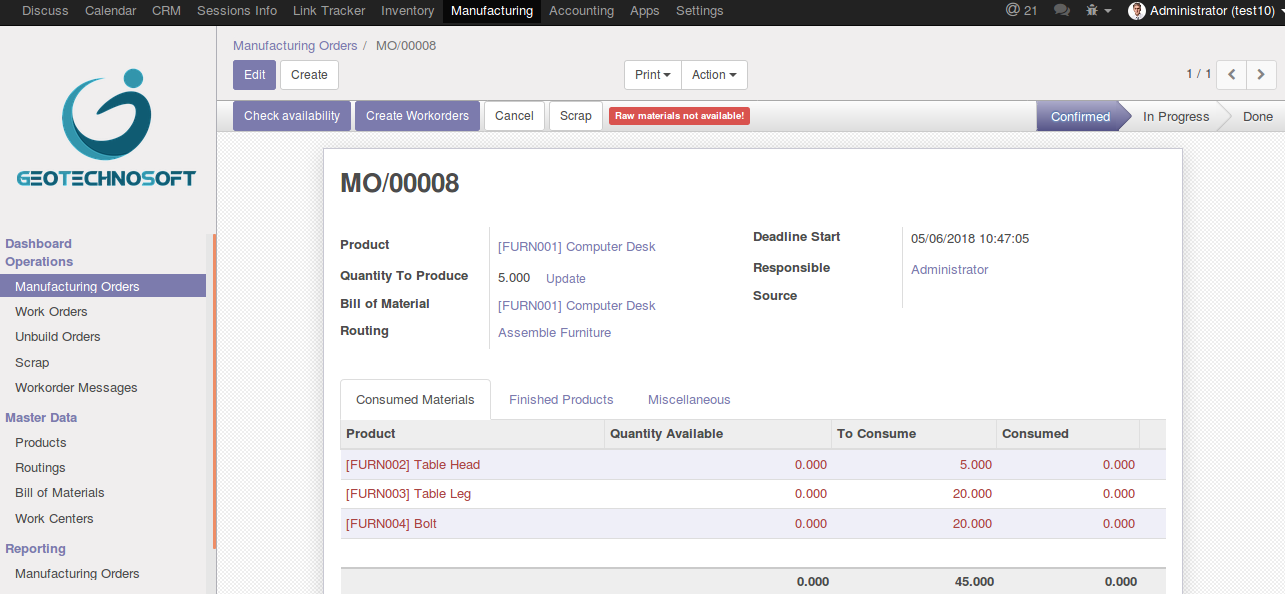 Discuss Calendar CRM Sessions Info Link Tracker Inventory Manufacturing Accounting Apps Settings @ 21 Administrator (test10)
Manufacturing Orders / MO/00008
Edit Create Print Action 1 / 1
Check availability Create Workorders Cancel Scrap Raw materials not available! Confirmed In Progress Done
GEOTECHNOSOFT
Dashboard
Operations
Manufacturing Orders
Work Orders
Unbuild Orders
Scrap
Workorder Messages
Master Data
Products
Routings
Bill of Materials
Work Centers
Reporting
Manufacturing Orders
MO/00008
Product [FURN001] Computer Desk
Quantity To Produce 5.000 Update
Bill of Material [FURN001] Computer Desk
Routing Assemble Furniture
Deadline Start 05/06/2018 10:47:05
Responsible Administrator
Source
Consumed Materials Finished Products Miscellaneous
Product Quantity Available To Consume Consumed
[FURN002] Table Head 0.000 5.000 0.000
[FURN003] Table Leg 0.000 20.000 0.000
[FURN004] Bolt 0.000 20.000 0.000
0.000 45.000 0.000